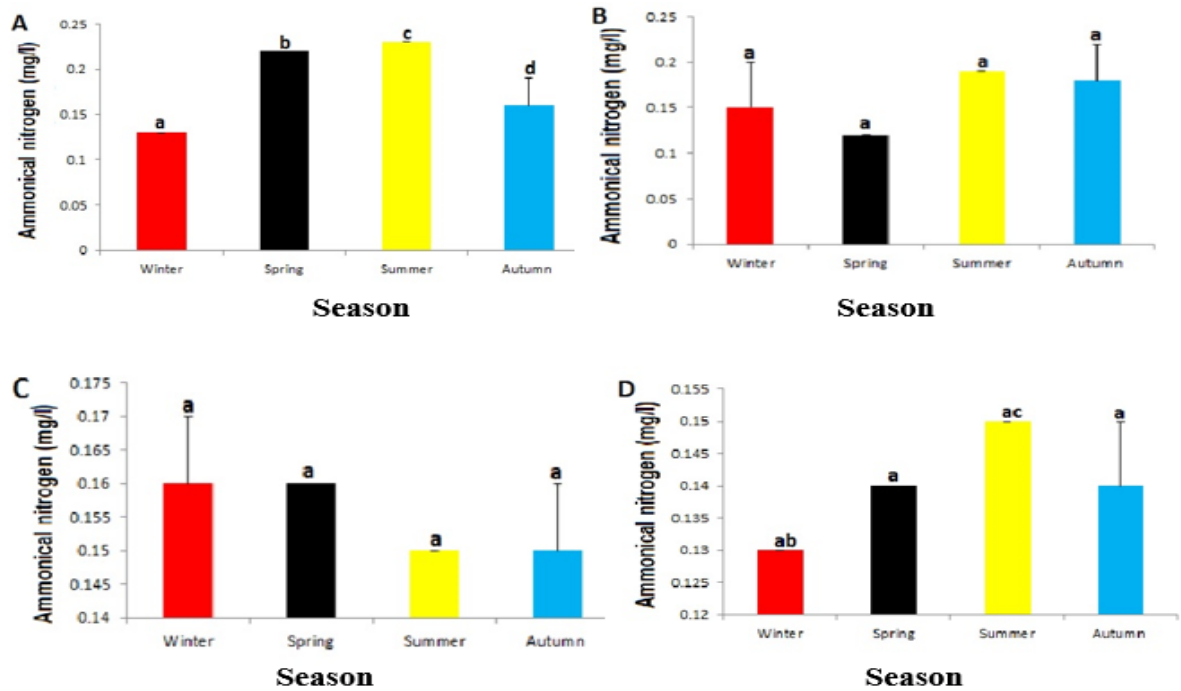 A
Ammonical nitrogen (mg/l)
0.25
0.2
0.15
0.1
0.05
0
a
b
c
d
Winter Spring Summer Autumn
Season
B
Ammonical nitrogen (mg/l)
0.25
0.2
0.15
0.1
0.05
0
a
a
a
a
Winter Spring Summer Autumn
Season
C
Ammonical nitrogen (mg/l)
0.175
0.17
0.165
0.16
0.155
0.15
0.145
0.14
a
a
a
a
Winter Spring Summer Autumn
Season
D
Ammonical nitrogen (mg/l)
0.155
0.15
0.145
0.14
0.135
0.13
0.125
0.12
ab
a
ac
a
Winter Spring Summer Autumn
Season